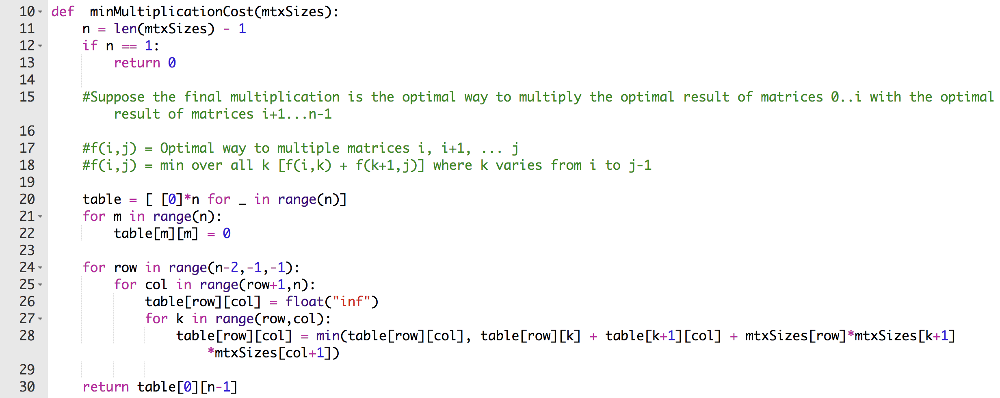 10 def  minMultiplicationCost(mtxSizes):
11     n = len(mtxSizes) - 1
12     if n == 1:
13         return 0
14
15     #Suppose the final multiplication is the optimal way to multiply the optimal result of matrices 0..i with the optimal
           result of matrices i+1...n-1
16
17     #f(i,j) = Optimal way to multiple matrices i, i+1, ... j
18     #f(i,j) = min over all k [f(i,k) + f(k+1,j)] where k varies from i to j-1
19
20     table = [ [0]*n for _ in range(n)]
21     for m in range(n):
22         table[m][m] = 0
23
24     for row in range(n-2,-1,-1):
25         for col in range(row+1,n):
26             table[row][col] = float("inf")
27             for k in range(row,col):
28                 table[row][col] = min(table[row][col], table[row][k] + table[k+1][col] + mtxSizes[row]*mtxSizes[k+1]
                       *mtxSizes[col+1])
29
30     return table[0][n-1]